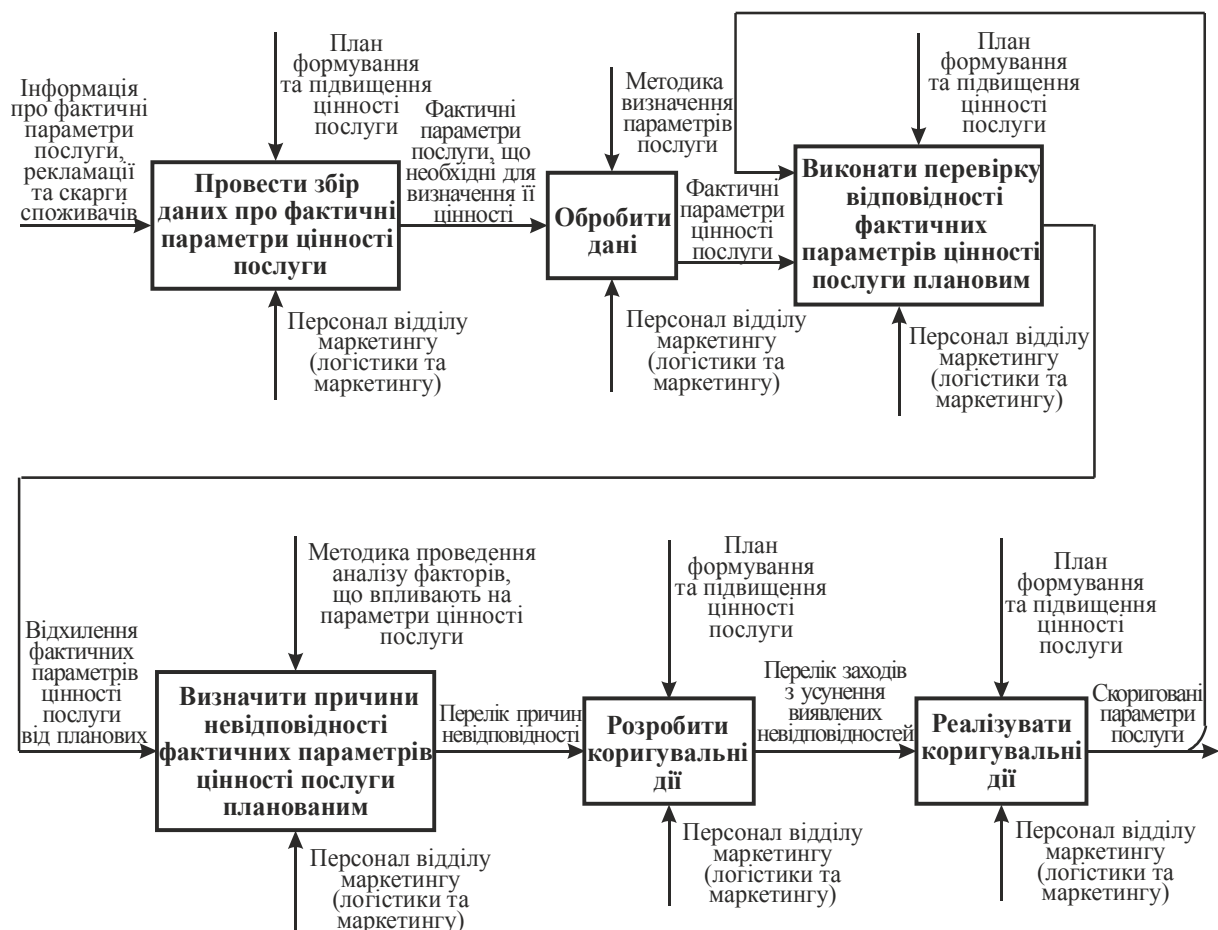 Інформація
про фактичні
параметри
послуги,
рекламації
та скарги
споживачів
План
формування
та підвищення
цінності
послуги
Провести збір
даних про фактичні
параметри цінності
послуги
Персонал відділу
маркетингу
(логістики та
маркетингу)
Фактичні
параметри
послуги, що
необхідні для
визначення її
цінності
Методика
визначення
параметрів
послуги
Обробити
дані
Персонал відділу
маркетингу
(логістики та
маркетингу)
Фактичні
параметри
цінності
послуги
План
формування
та підвищення
цінності
послуги
Виконати перевірку
відповідності
фактичних
параметрів цінності
послуги плановим
Персонал відділу
маркетингу
(логістики та
маркетингу)
Відхилення
фактичних
параметрів
цінності
послуги
від планових
Методика проведення
аналізу факторів,
що впливають на
параметри цінності
послуги
Визначити причини
невідповідності
фактичних параметрів
цінності послуги
планованим
Персонал відділу
маркетингу
(логістики та
маркетингу)
Перелік причин
невідповідності
План
формування
та підвищення
цінності
послуги
Розробити
коригувальні
дії
Персонал відділу
маркетингу
(логістики та
маркетингу)
Перелік заходів
з усунення
виявлених
невідповідностей
План
формування
та підвищення
цінності
послуги
Реалізувати
коригувальні
дії
Персонал відділу
маркетингу
(логістики та
маркетингу)
Скориговані
параметри
послуги